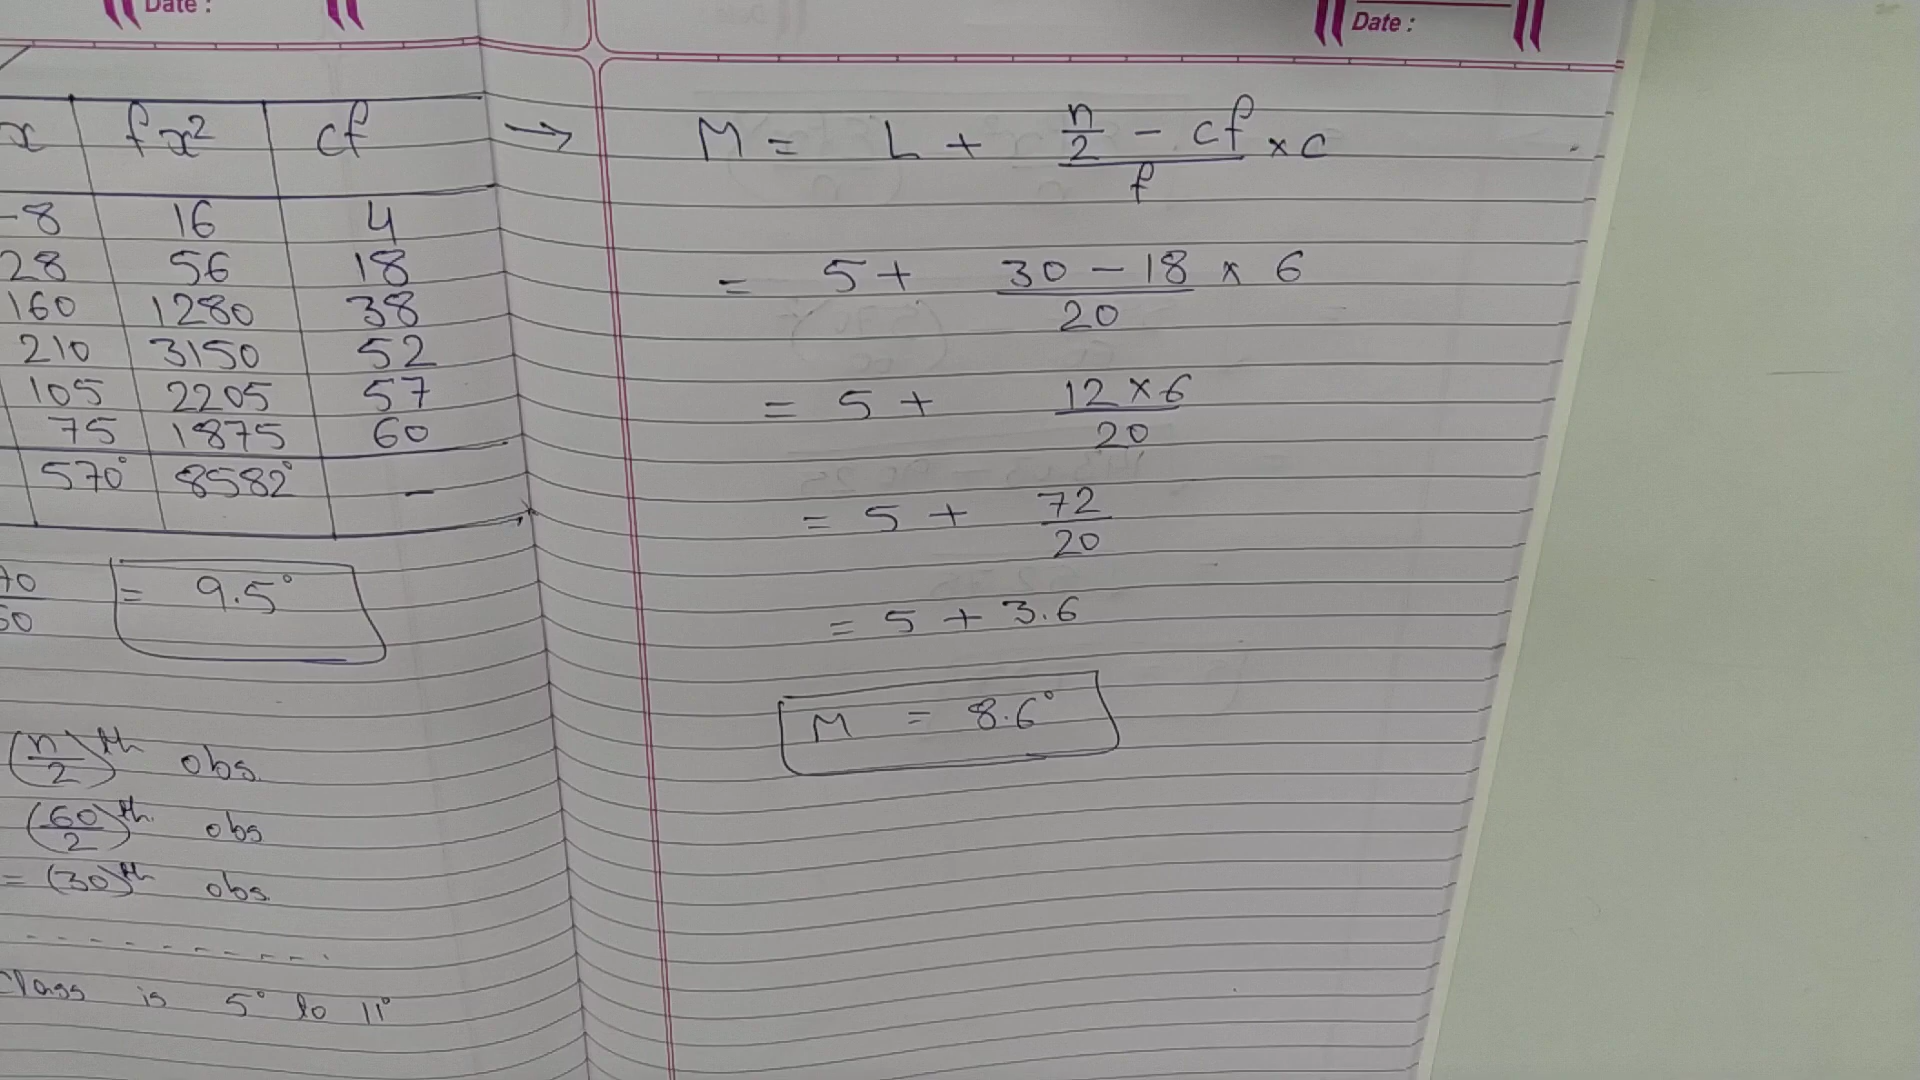 Date :
x fx² cf
-8 16 4
28 56 18
160 1280 38
210 3150 52
105 2205 57
75 1875 60
570° 8582° -
= 9.5°
(n/2)th obs.
(60/2)th obs
= (30)th obs.
class is 5° to 11°
Date :
→ M = L + (n/2 - cf)/f × c
= 5 + (30 - 18)/20 × 6
= 5 + (12 × 6)/20
= 5 + 72/20
= 5 + 3.6
M = 8.6°